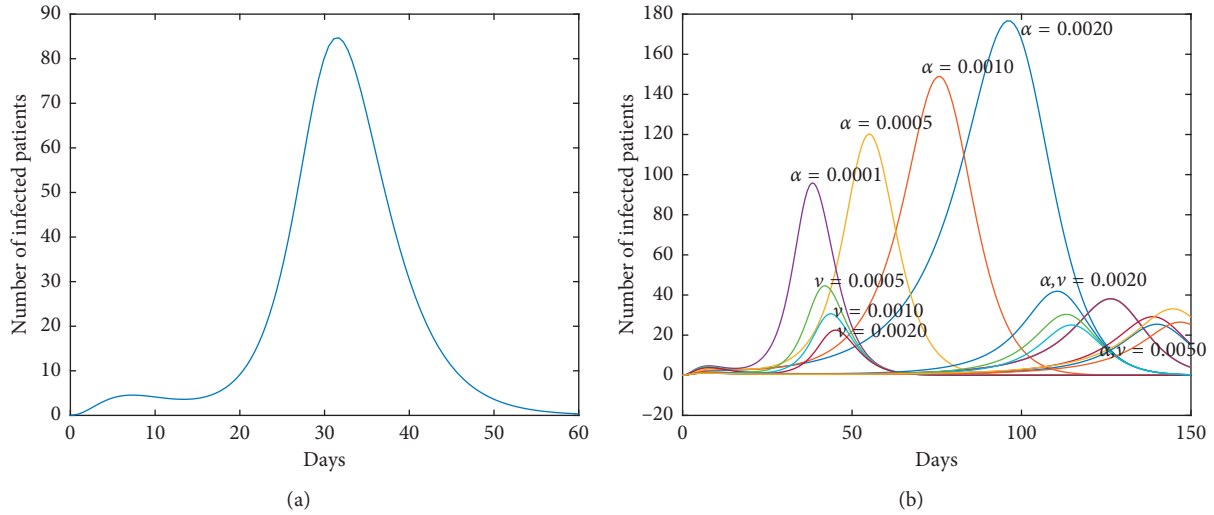 90
80
70
60
50
40
30
20
10
0
Number of infected patients
0 10 20 30 40 50 60
Days
(a)
180
160
140
120
100
80
60
40
20
0
–20
Number of infected patients
α = 0.0020
α = 0.0010
α = 0.0005
α = 0.0001
ν = 0.0005
ν = 0.0010
ν = 0.0020
α,ν = 0.0020
α,ν = 0.0050
0 50 100 150
Days
(b)